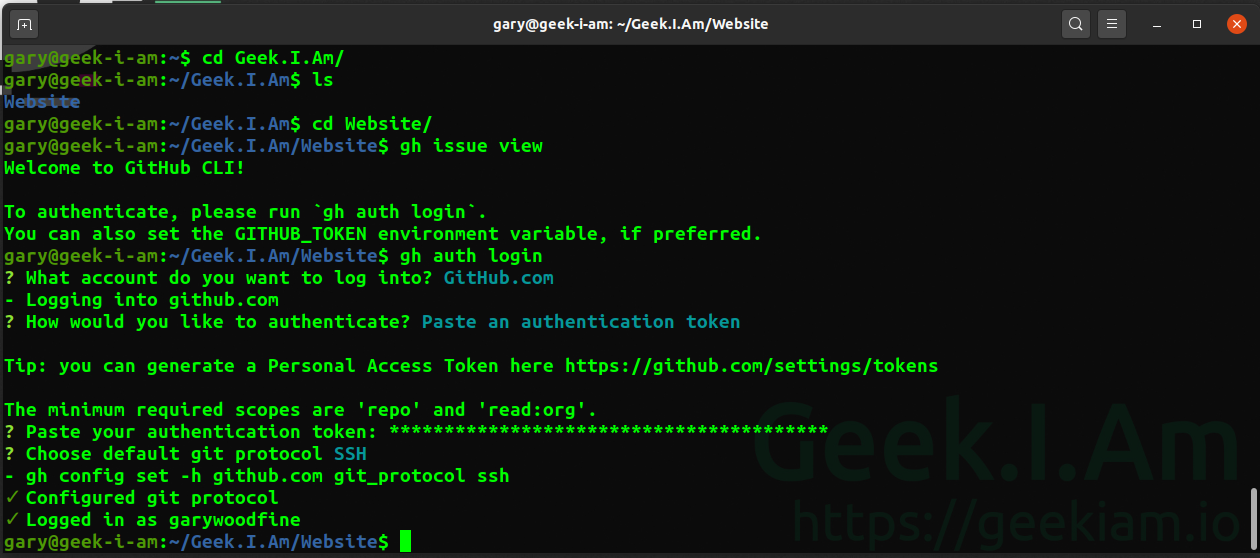 gary@geek-i-am: ~/Geek.I.Am/Website
gary@geek-i-am:~$ cd Geek.I.Am/
gary@geek-i-am:~/Geek.I.Am$ ls
Website
gary@geek-i-am:~/Geek.I.Am$ cd Website/
gary@geek-i-am:~/Geek.I.Am/Website$ gh issue view
Welcome to GitHub CLI!
To authenticate, please run `gh auth login`.
You can also set the GITHUB_TOKEN environment variable, if preferred.
gary@geek-i-am:~/Geek.I.Am/Website$ gh auth login
? What account do you want to log into? GitHub.com
- Logging into github.com
? How would you like to authenticate? Paste an authentication token
Tip: you can generate a Personal Access Token here https://github.com/settings/tokens
The minimum required scopes are 'repo' and 'read:org'.
? Paste your authentication token: ****************************************
? Choose default git protocol SSH
- gh config set -h github.com git_protocol ssh
✓ Configured git protocol
✓ Logged in as garywoodfine
gary@geek-i-am:~/Geek.I.Am/Website$
Geek.I.Am
https://geekiam.io